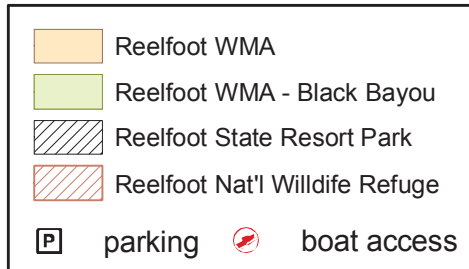 Reelfoot WMA
Reelfoot WMA - Black Bayou
Reelfoot State Resort Park
Reelfoot Nat'l Willdife Refuge
P parking boat access